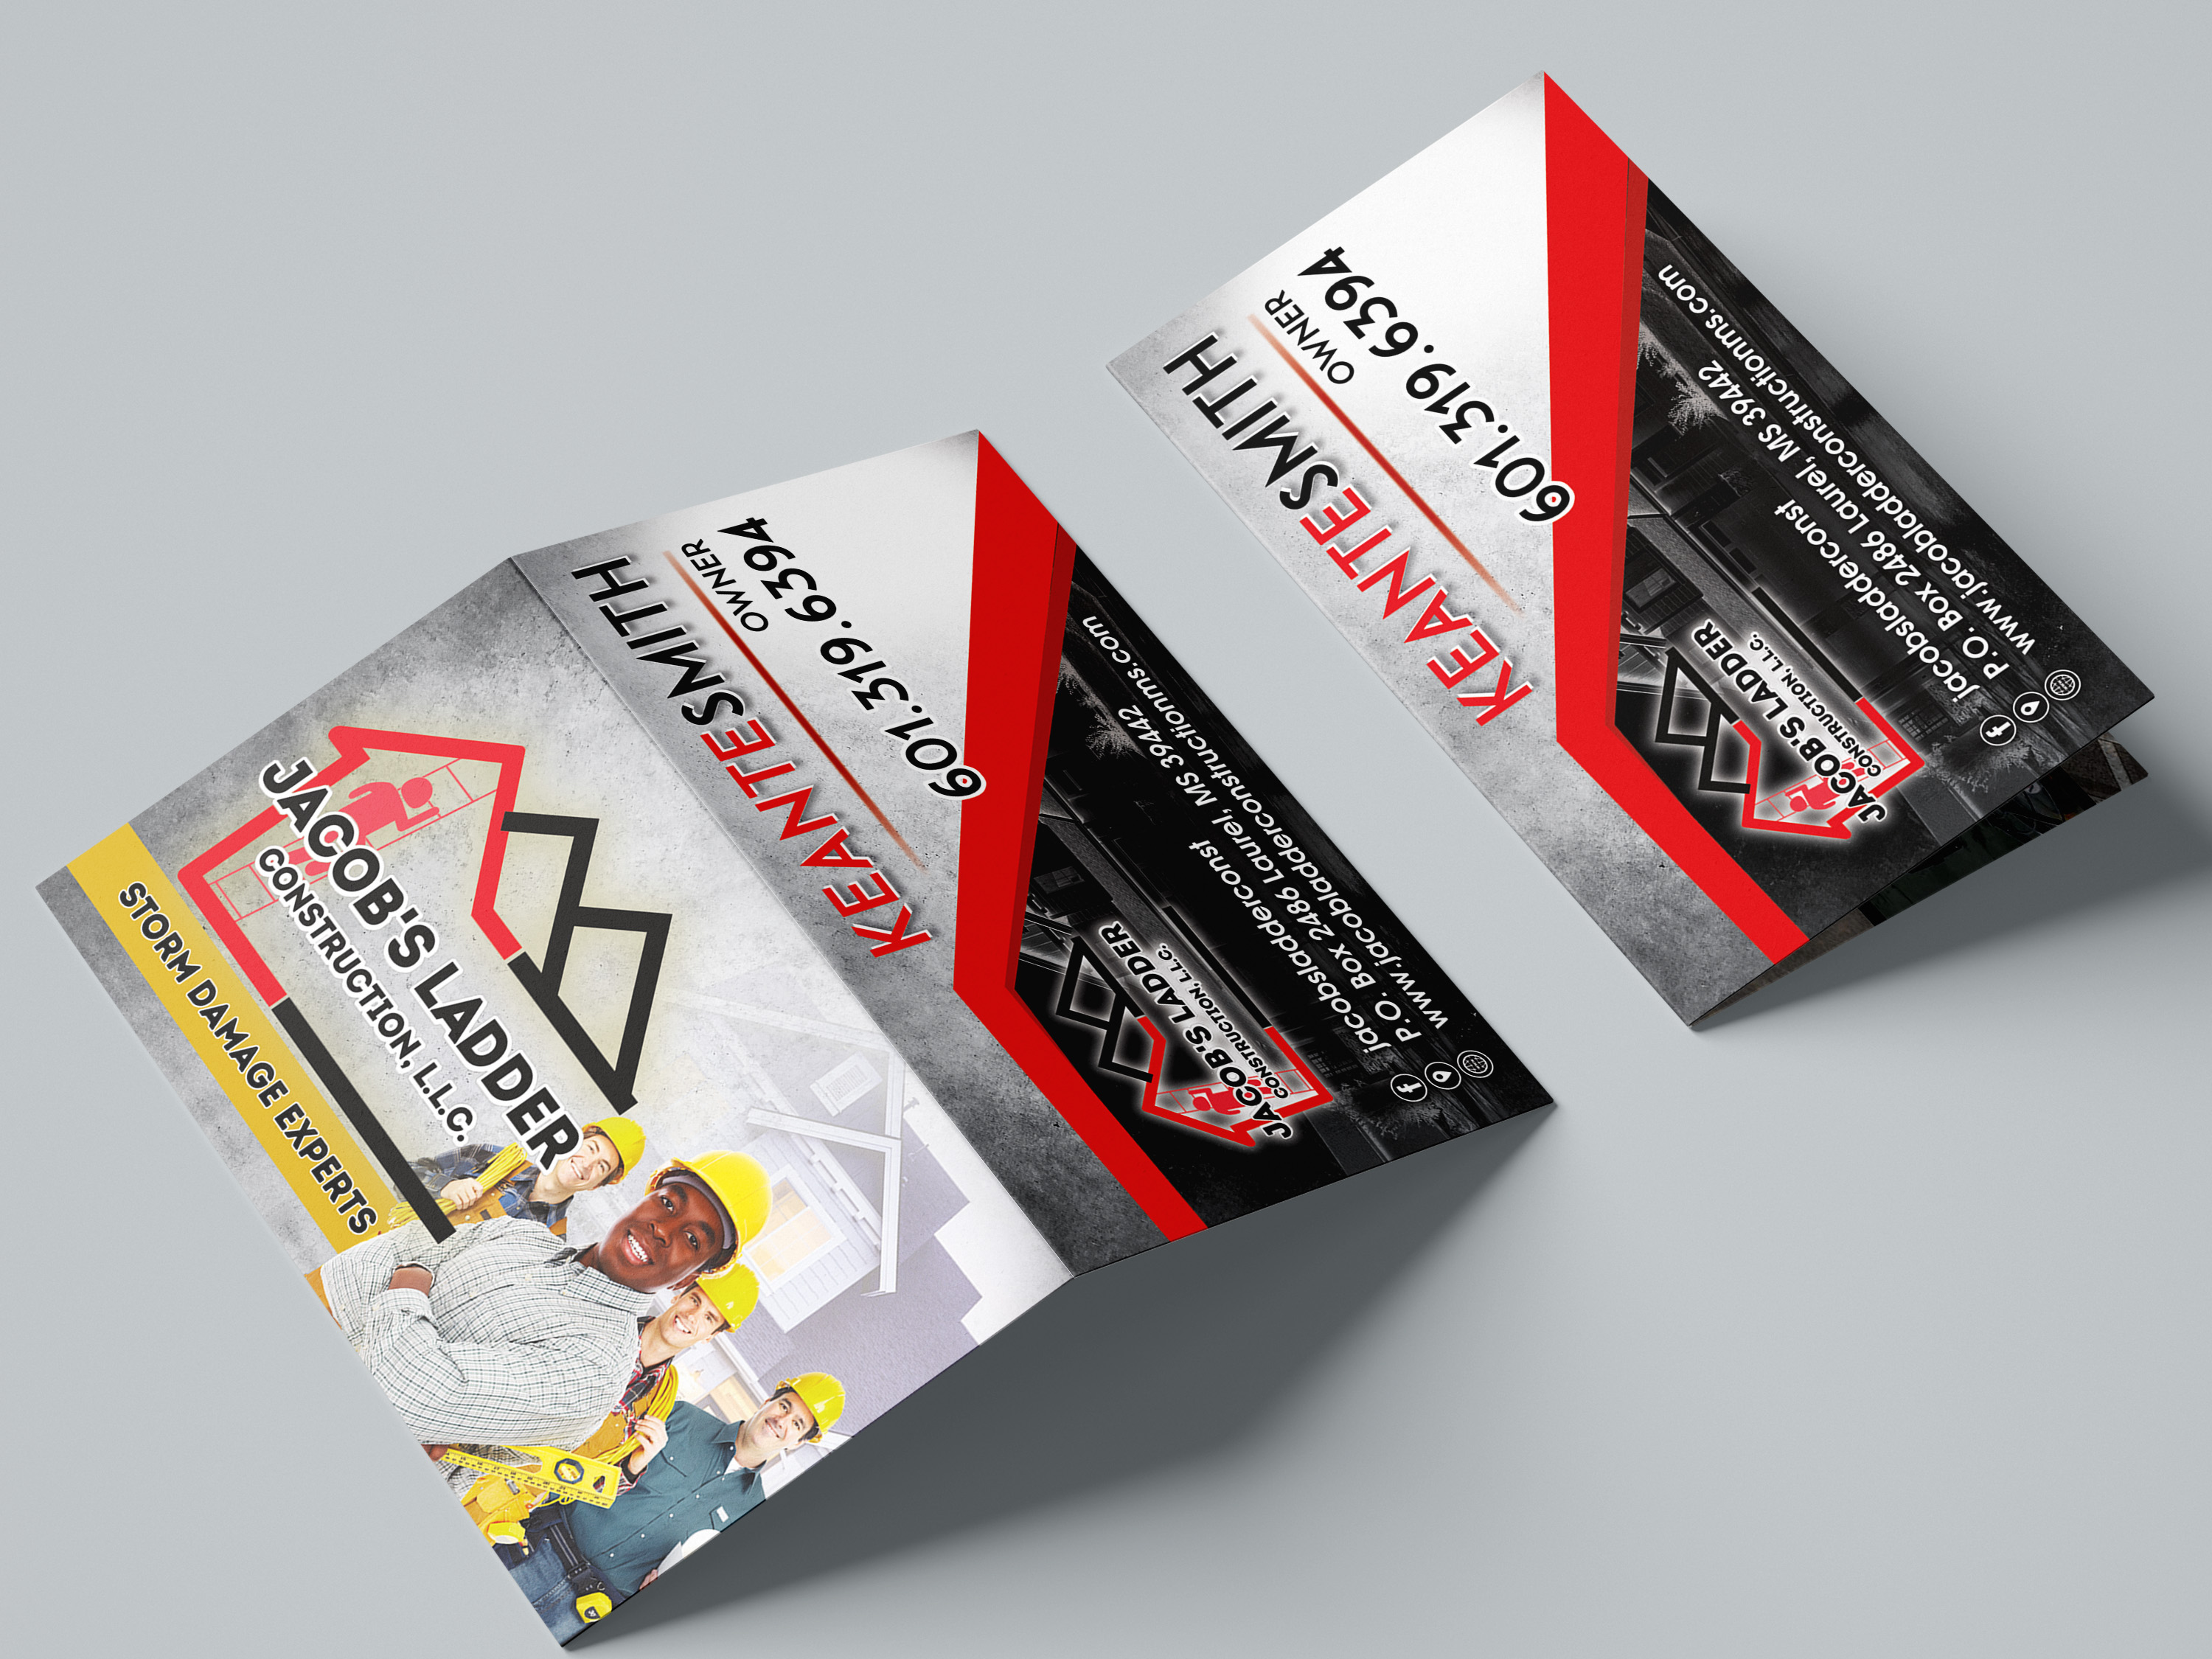 JACOB'S LADDER
CONSTRUCTION, L.L.C.
STORM DAMAGE EXPERTS
KEANTESMITH
OWNER
601.319.6394
JACOB'S LADDER
CONSTRUCTION, L.L.C.
jacobsladderconst
P.O. Box 2486 Laurel, MS 39442
www.jacobladderconstructionms.com
KEANTESMITH
OWNER
601.319.6394
JACOB'S LADDER
CONSTRUCTION, L.L.C.
jacobsladderconst
P.O. Box 2486 Laurel, MS 39442
www.jacobladderconstructionms.com